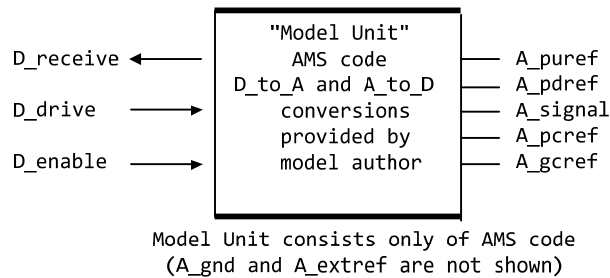 "Model Unit"
D_receive AMS code A_puref
D_to_A and A_to_D A_pdref
D_drive conversions A_signal
provided by A_pcref
D_enable model author A_gcref
Model Unit consists only of AMS code
(A_gnd and A_extref are not shown)